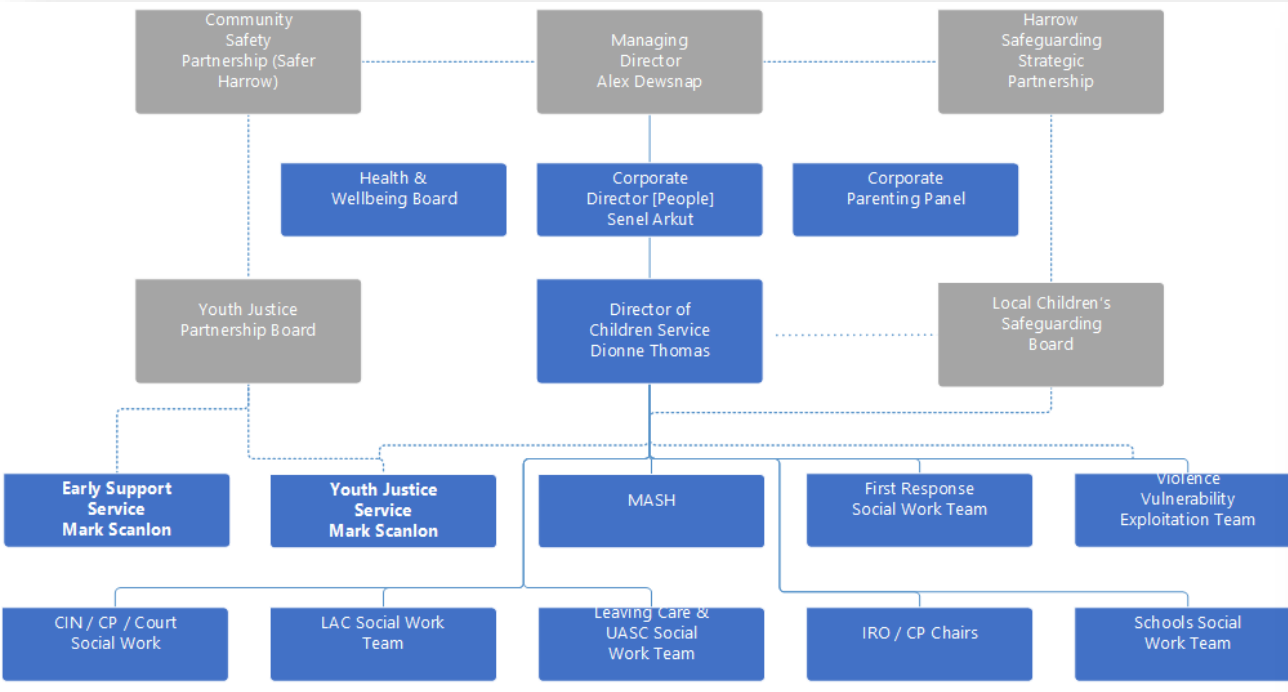 Community
Safety
Partnership (Safer
Harrow)
Managing
Director
Alex Dewsnap
Harrow
Safeguarding
Strategic
Partnership
Health &
Wellbeing Board
Corporate
Director [People]
Senel Arkut
Corporate
Parenting Panel
Youth Justice
Partnership Board
Director of
Children Service
Dionne Thomas
Local Children’s
Safeguarding
Board
Early Support
Service
Mark Scanlon
Youth Justice
Service
Mark Scanlon
MASH
First Response
Social Work Team
Violence
Vulnerability
Exploitation Team
CIN / CP / Court
Social Work
LAC Social Work
Team
Leaving Care &
UASC Social
Work Team
IRO / CP Chairs
Schools Social
Work Team